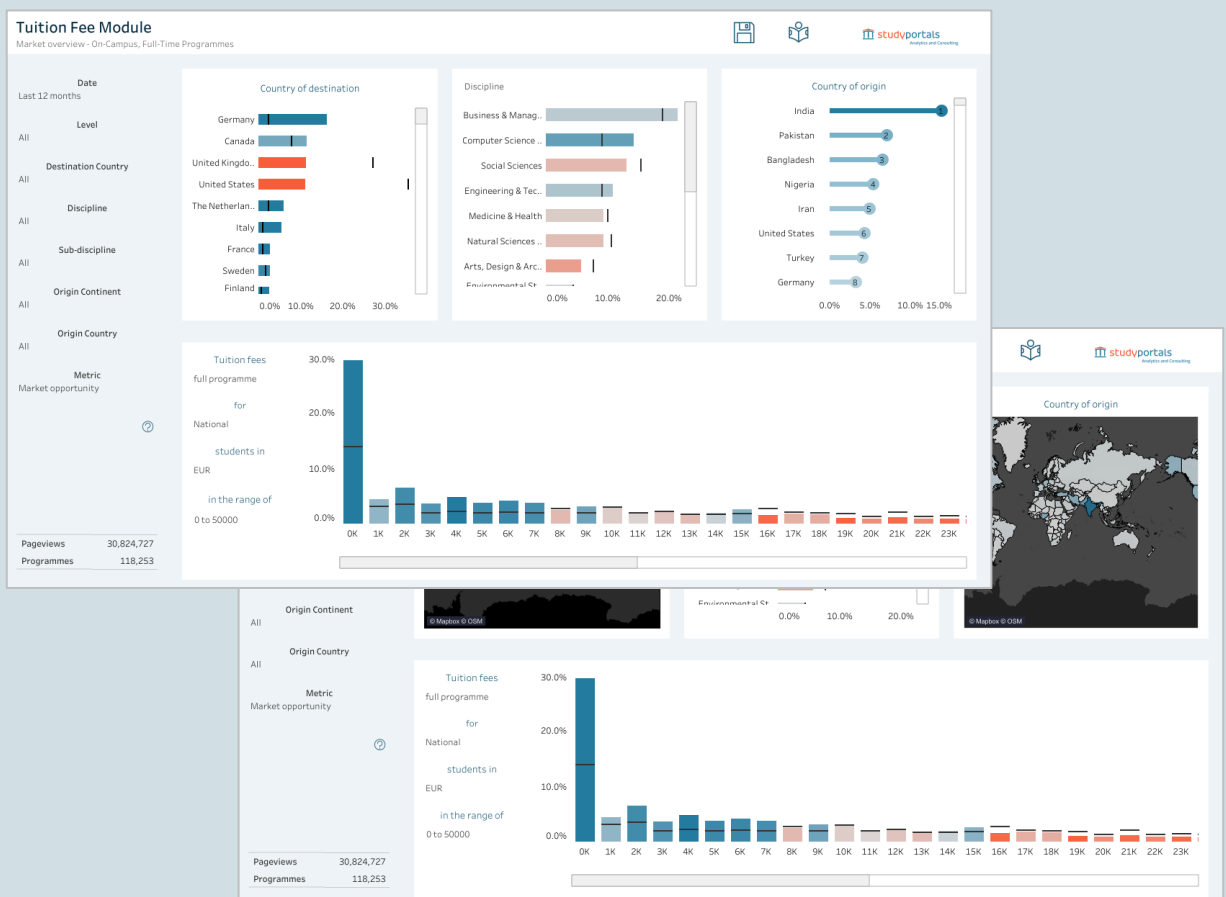 Tuition Fee Module
Market overview - On-Campus, Full-Time Programmes
studyportals
Analytics and Consulting
Date
Last 12 months
Level
All
Destination Country
All
Discipline
All
Sub-discipline
All
Origin Continent
All
Origin Country
All
Metric
Market opportunity
Pageviews 30,824,727
Programmes 118,253
Country of destination
Germany
Canada
United Kingdo..
United States
The Netherlan..
Italy
France
Sweden
Finland
0.0% 10.0% 20.0% 30.0%
Discipline
Business & Manag..
Computer Science ..
Social Sciences
Engineering & Tec..
Medicine & Health
Natural Sciences ..
Arts, Design & Arc..
Environmental St..
0.0% 10.0% 20.0%
Country of origin
India 1
Pakistan 2
Bangladesh 3
Nigeria 4
Iran 5
United States 6
Turkey 7
Germany 8
0.0% 5.0% 10.0% 15.0%
Tuition fees
full programme
for
National
students in
EUR
in the range of
0 to 50000
30.0%
20.0%
10.0%
0.0%
0K 1K 2K 3K 4K 5K 6K 7K 8K 9K 10K 11K 12K 13K 14K 15K 16K 17K 18K 19K 20K 21K 22K 23K
studyportals
Analytics and Consulting
Country of origin
© Mapbox © OSM
Environmental St..
0.0% 10.0% 20.0%
© Mapbox © OSM
Origin Continent
All
Origin Country
All
Metric
Market opportunity
Pageviews 30,824,727
Programmes 118,253
Tuition fees
full programme
for
National
students in
EUR
in the range of
0 to 50000
30.0%
20.0%
10.0%
0.0%
0K 1K 2K 3K 4K 5K 6K 7K 8K 9K 10K 11K 12K 13K 14K 15K 16K 17K 18K 19K 20K 21K 22K 23K